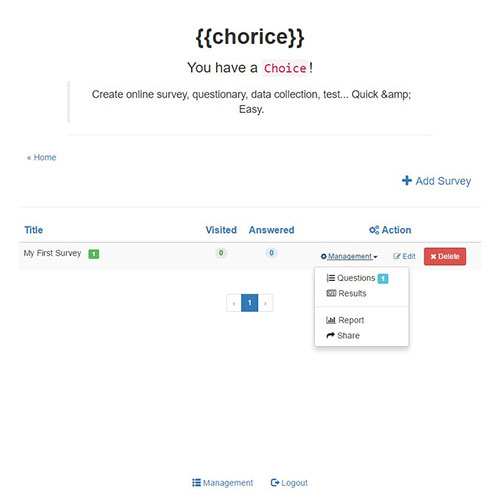 {{chorice}}
You have a Choice!
Create online survey, questionary, data collection, test... Quick &amp;
Easy.
« Home
Add Survey
Title Visited Answered Action
My First Survey 1 0 0 Management Edit Delete
Questions 1
Results
‹ 1 ›
Report
Share
Management Logout